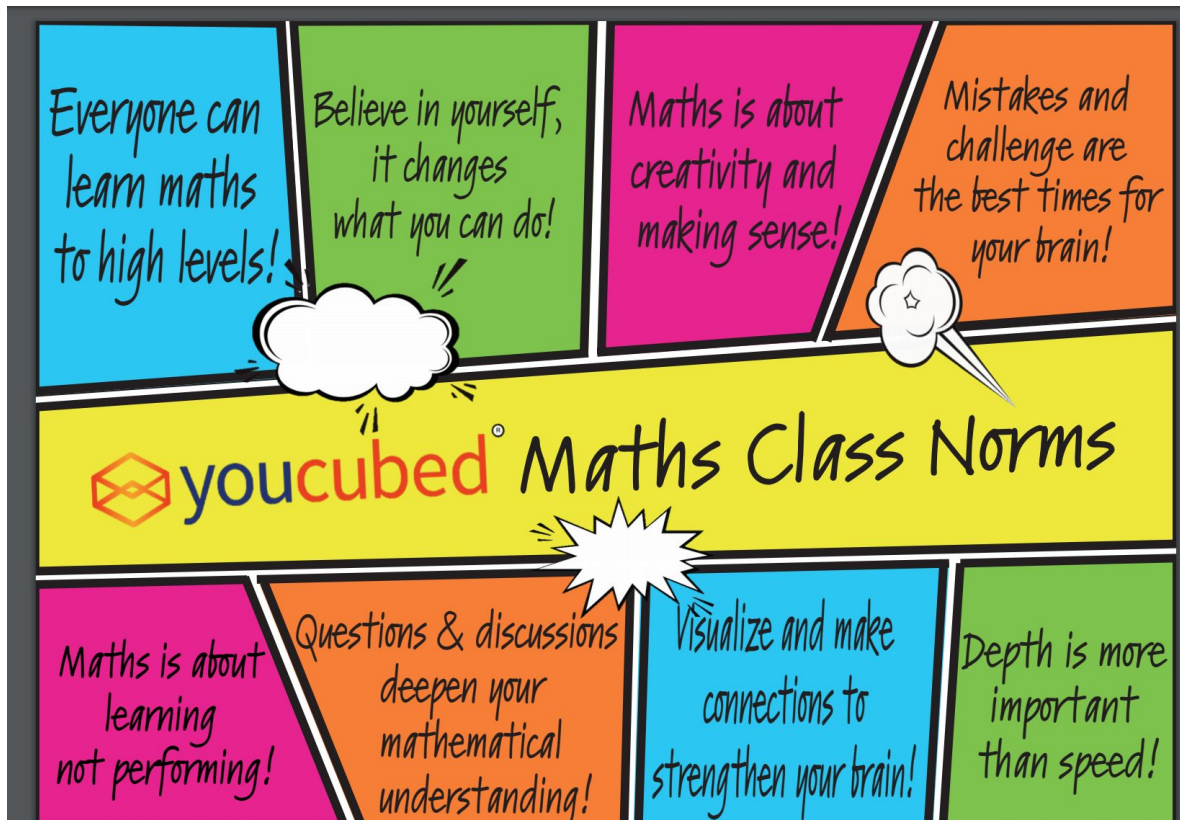 Everyone can
learn maths
to high levels!
Believe in yourself,
it changes
what you can do!
Maths is about
creativity and
making sense!
Mistakes and
challenge are
the best times for
your brain!
youcubed® Maths Class Norms
Maths is about
learning
not performing!
Questions & discussions
deepen your
mathematical
understanding!
Visualize and make
connections to
strengthen your brain!
Depth is more
important
than speed!